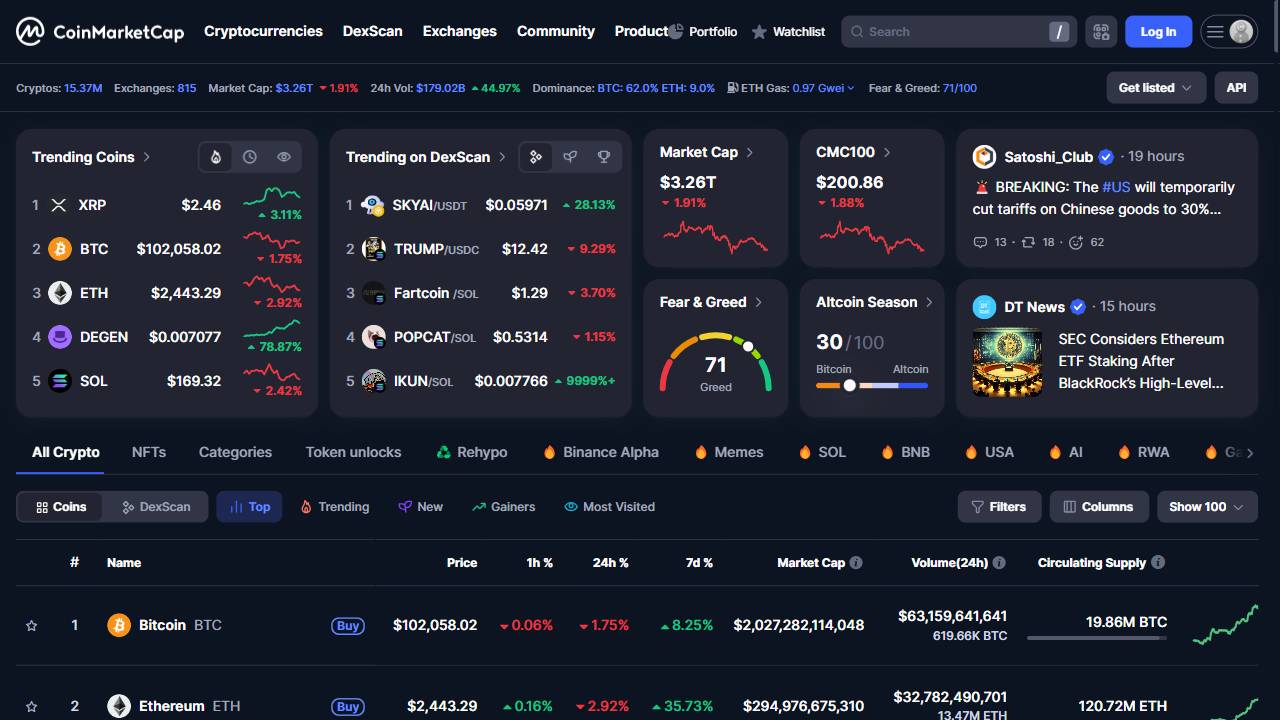 CoinMarketCap Cryptocurrencies DexScan Exchanges Community Product Portfolio Watchlist Search / Log In
Cryptos: 15.37M Exchanges: 815 Market Cap: $3.26T 1.91% 24h Vol: $179.02B 44.97% Dominance: BTC: 62.0% ETH: 9.0% ETH Gas: 0.97 Gwei Fear & Greed: 71/100 Get listed API
Trending Coins
1 XRP $2.46 3.11%
2 BTC $102,058.02 1.75%
3 ETH $2,443.29 2.92%
4 DEGEN $0.007077 78.87%
5 SOL $169.32 2.42%
Trending on DexScan
1 SKYAI/USDT $0.05971 28.13%
2 TRUMP/USDC $12.42 9.29%
3 Fartcoin /SOL $1.29 3.70%
4 POPCAT/SOL $0.5314 1.15%
5 IKUN/SOL $0.007766 9999%+
Market Cap
$3.26T
1.91%
CMC100
$200.86
1.88%
Fear & Greed
71
Greed
Altcoin Season
30/100
Bitcoin Altcoin
Satoshi_Club · 19 hours
BREAKING: The #US will temporarily
cut tariffs on Chinese goods to 30%...
13 · 18 · 62
DT News · 15 hours
SEC Considers Ethereum
ETF Staking After
BlackRock's High-Level...
All Crypto NFTs Categories Token unlocks Rehypo Binance Alpha Memes SOL BNB USA AI RWA Ga
Coins DexScan Top Trending New Gainers Most Visited Filters Columns Show 100
# Name Price 1h % 24h % 7d % Market Cap Volume(24h) Circulating Supply
1 Bitcoin BTC Buy $102,058.02 0.06% 1.75% 8.25% $2,027,282,114,048 $63,159,641,641 19.86M BTC
619.66K BTC
2 Ethereum ETH Buy $2,443.29 0.16% 2.92% 35.73% $294,976,675,310 $32,782,490,701 120.72M ETH
13.47M ETH